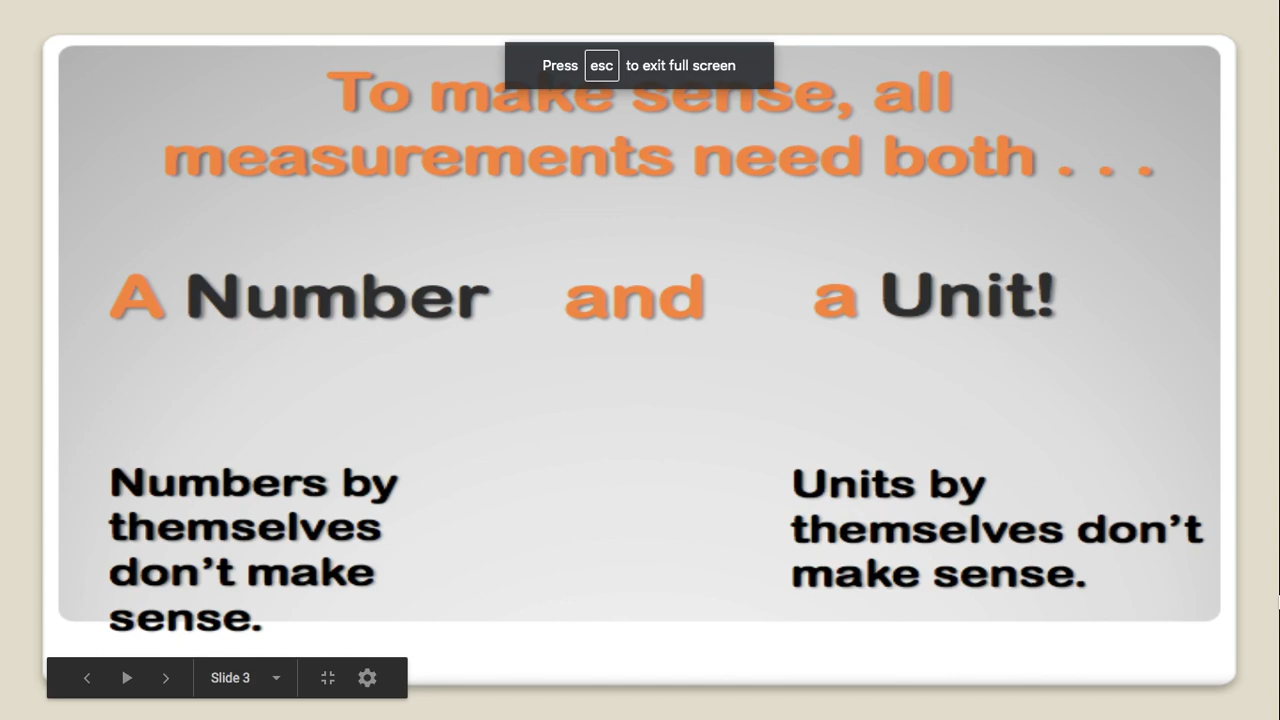 Press esc to exit full screen
To make sense, all
measurements need both . . .
A Number and a Unit!
Numbers by
themselves
don’t make
sense.
Units by
themselves don’t
make sense.
Slide 3